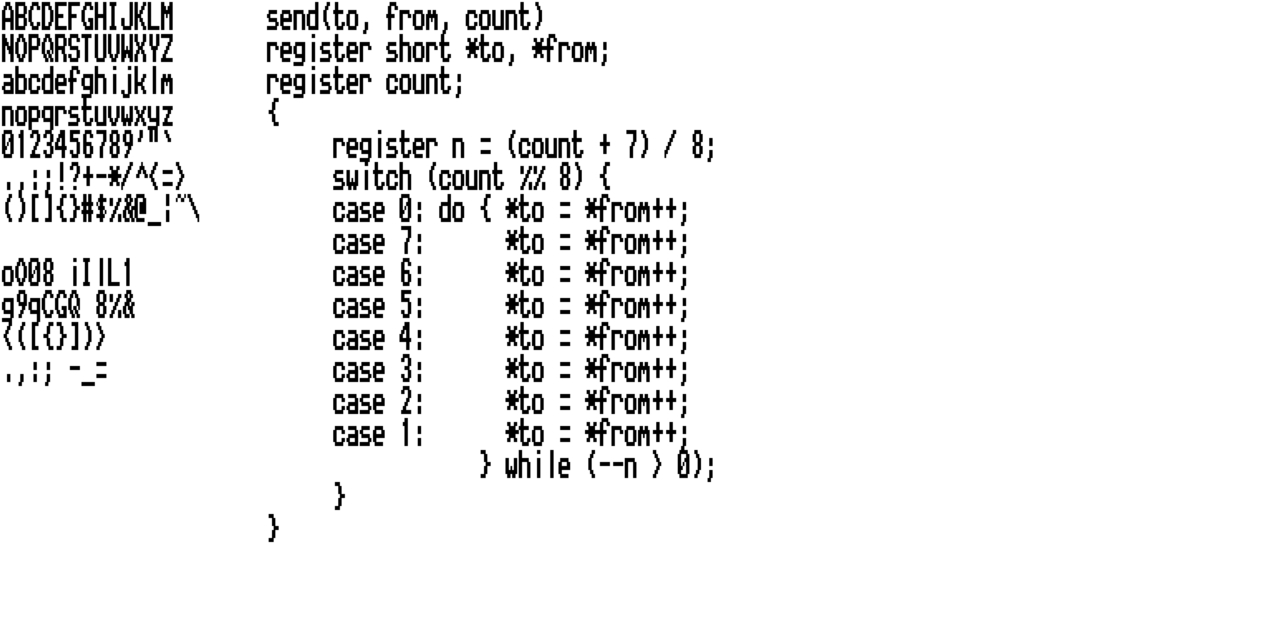 ABCDEFGHIJKLM
NOPQRSTUVWXYZ
abcdefghijklm
nopqrstuvwxyz
0123456789'"`
.,:;!?+-*/^<=>
()[]{}#$%&@_¦~\

oO08 iIlL1
g9qCGQ 8%&
<([{}])>
.,:; -_=

send(to, from, count)
register short *to, *from;
register count;
{
    register n = (count + 7) / 8;
    switch (count %% 8) {
    case 0: do { *to = *from++;
    case 7:      *to = *from++;
    case 6:      *to = *from++;
    case 5:      *to = *from++;
    case 4:      *to = *from++;
    case 3:      *to = *from++;
    case 2:      *to = *from++;
    case 1:      *to = *from++;
               } while (--n > 0);
    }
}